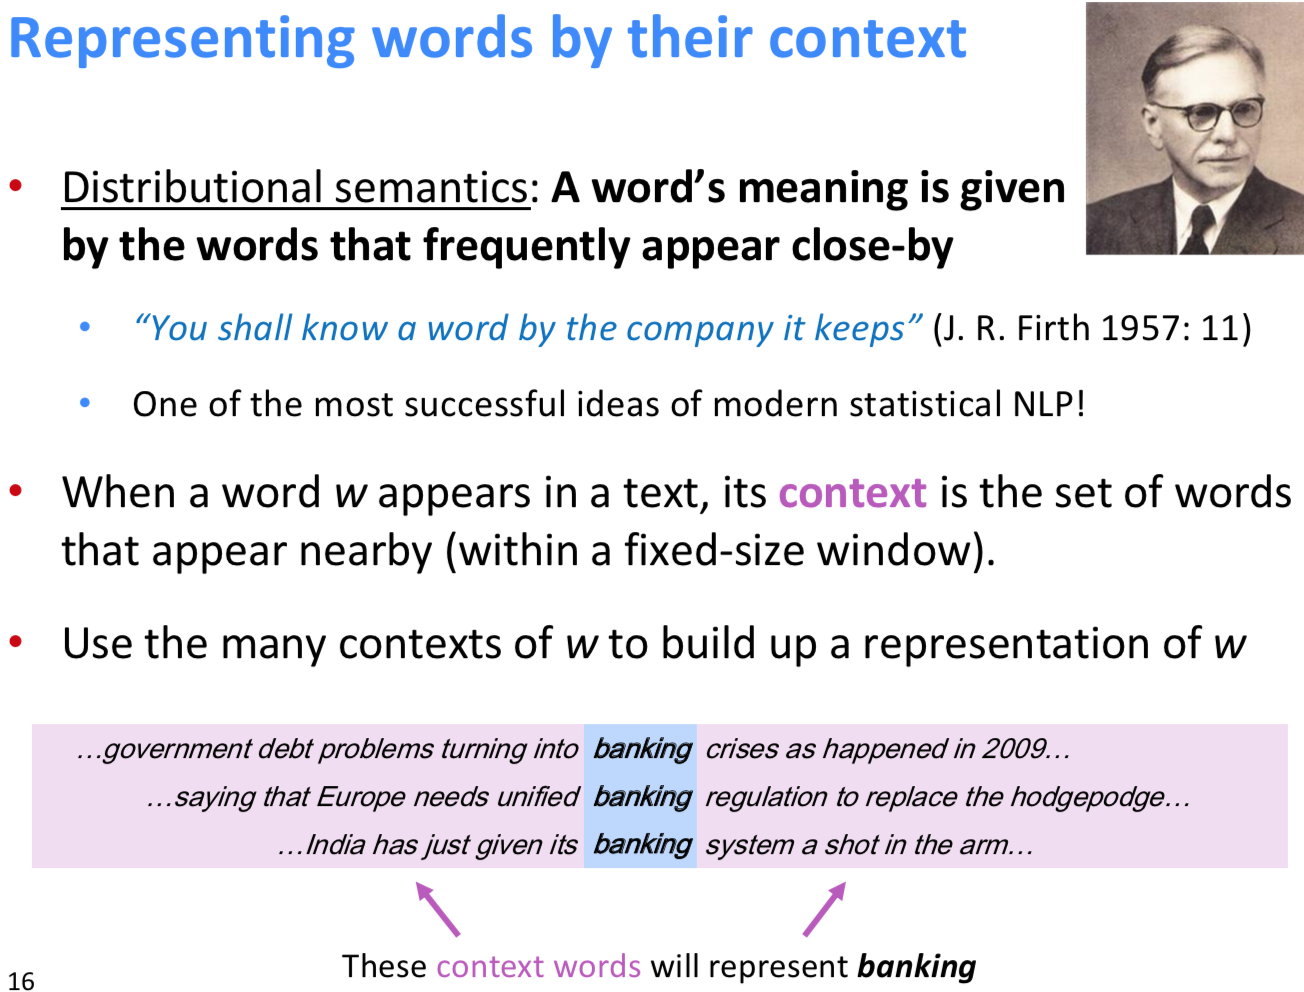 Representing words by their context
• Distributional semantics: A word’s meaning is given
by the words that frequently appear close-by
• “You shall know a word by the company it keeps” (J. R. Firth 1957: 11)
• One of the most successful ideas of modern statistical NLP!
• When a word w appears in a text, its context is the set of words
that appear nearby (within a fixed-size window).
• Use the many contexts of w to build up a representation of w
…government debt problems turning into banking crises as happened in 2009…
…saying that Europe needs unified banking regulation to replace the hodgepodge…
…India has just given its banking system a shot in the arm…
These context words will represent banking
16